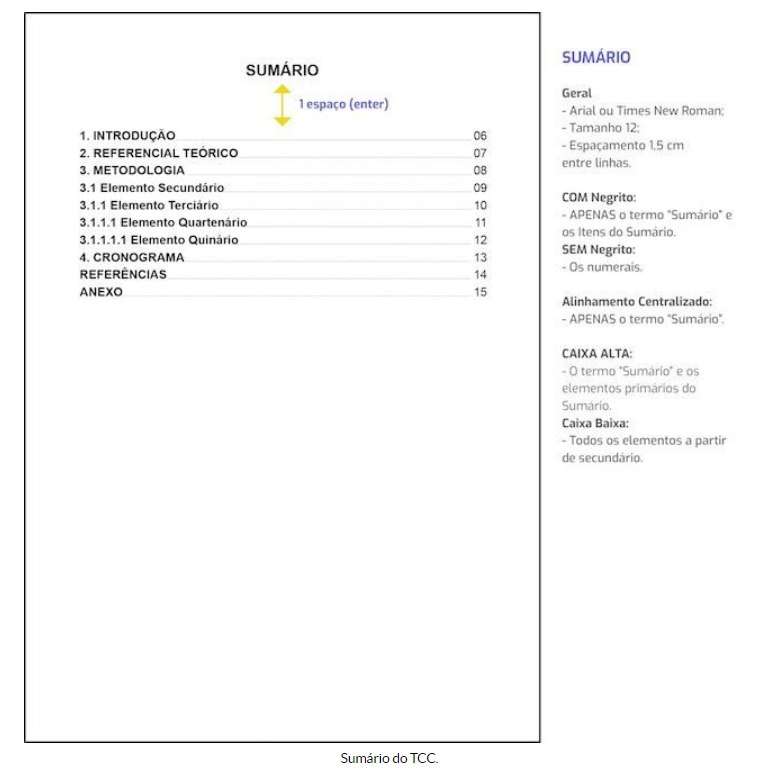 SUMÁRIO
1 espaço (enter)
1. INTRODUÇÃO 06
2. REFERENCIAL TEÓRICO 07
3. METODOLOGIA 08
3.1 Elemento Secundário 09
3.1.1 Elemento Terciário 10
3.1.1.1 Elemento Quartenário 11
3.1.1.1.1 Elemento Quinário 12
4. CRONOGRAMA 13
REFERÊNCIAS 14
ANEXO 15
SUMÁRIO
Geral
- Arial ou Times New Roman;
- Tamanho 12;
- Espaçamento 1,5 cm
entre linhas.
COM Negrito:
- APENAS o termo "Sumário" e
os Itens do Sumário.
SEM Negrito:
- Os numerais.
Alinhamento Centralizado:
- APENAS o termo "Sumário".
CAIXA ALTA:
- O termo "Sumário" e os
elementos primários do
Sumário.
Caixa Baixa:
- Todos os elementos a partir
de secundário.
Sumário do TCC.